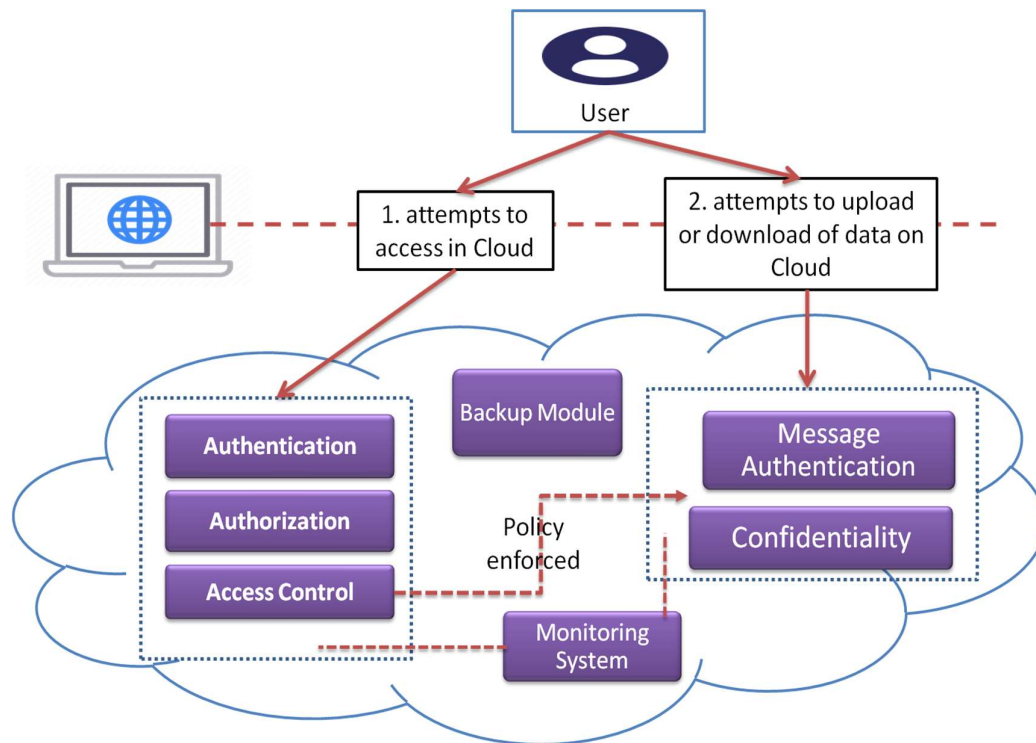 User
1. attempts to
access in Cloud
2. attempts to upload
or download of data on
Cloud
Authentication
Authorization
Access Control
Backup Module
Policy
enforced
Monitoring
System
Message
Authentication
Confidentiality